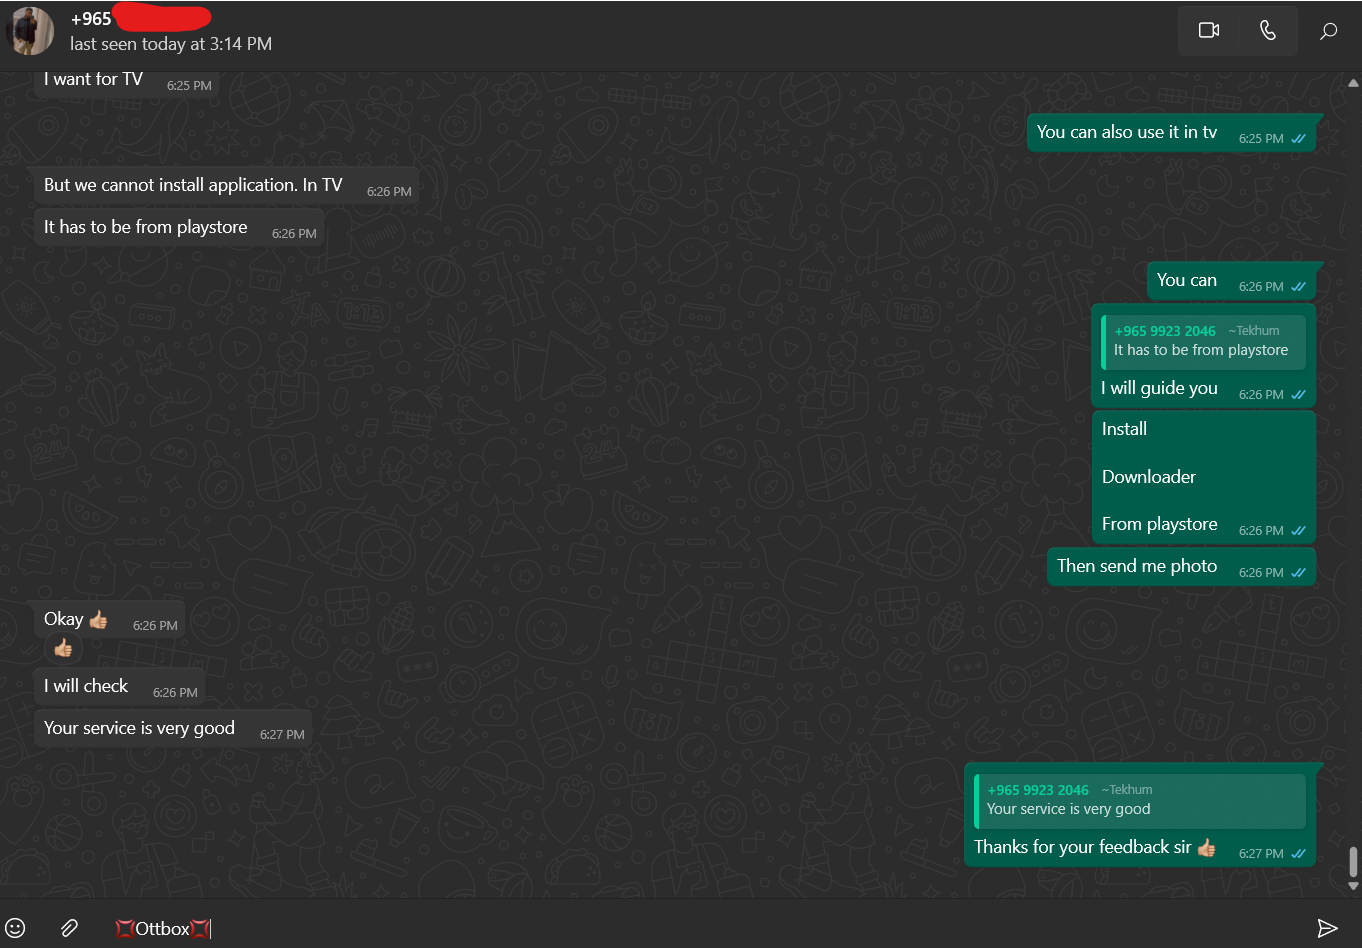 +965
last seen today at 3:14 PM
I want for TV 6:25 PM
You can also use it in tv 6:25 PM
But we cannot install application. In TV 6:26 PM
It has to be from playstore 6:26 PM
You can 6:26 PM
+965 9923 2046 ~Tekhum
It has to be from playstore
I will guide you 6:26 PM
Install
Downloader
From playstore 6:26 PM
Then send me photo 6:26 PM
Okay 👍🏼 6:26 PM
👍🏼
I will check 6:26 PM
Your service is very good 6:27 PM
+965 9923 2046 ~Tekhum
Your service is very good
Thanks for your feedback sir 👍🏼 6:27 PM
💢Ottbox💢